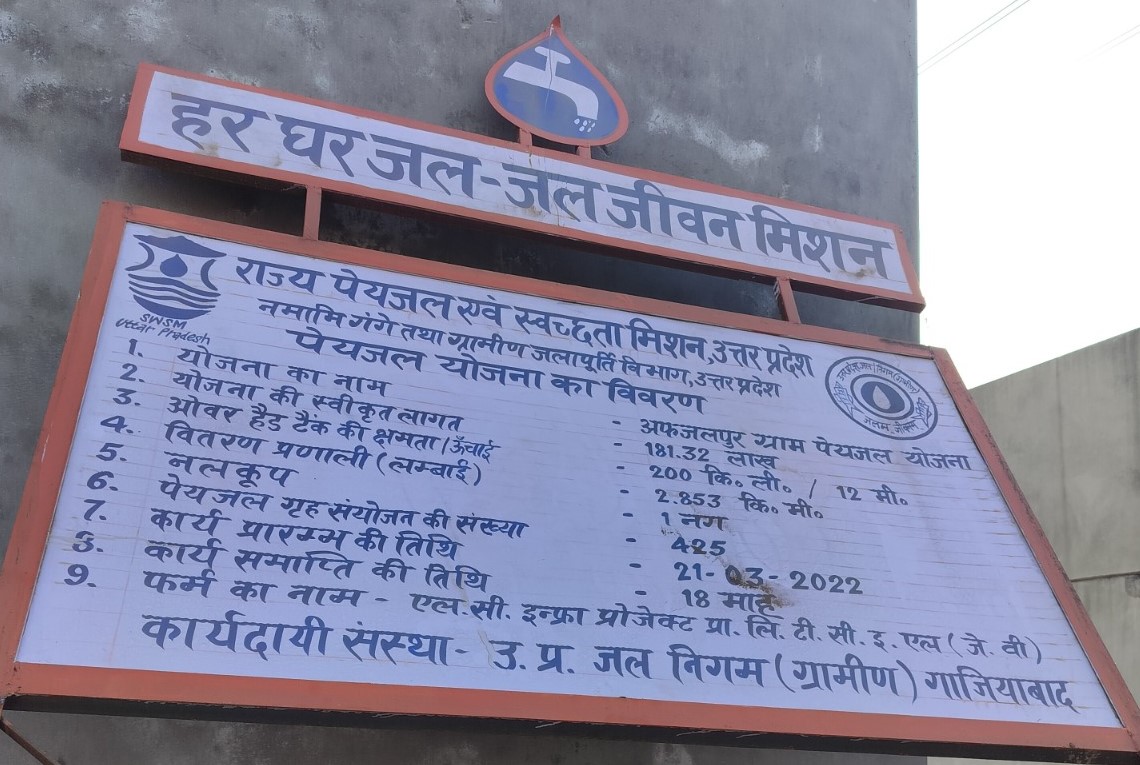 हर घर जल-जल जीवन मिशन
SWSM
Uttar Pradesh
राज्य पेयजल एवं स्वच्छता मिशन, उत्तर प्रदेश
नमामि गंगे तथा ग्रामीण जलापूर्ति विभाग, उत्तर प्रदेश
पेयजल योजना का विवरण
1. योजना का नाम - अफजलपुर ग्राम पेयजल योजना
2. योजना की स्वीकृत लागत - 181.32 लाख
3. ओवर हैड टैंक की क्षमता/ऊँचाई - 200 कि० ली० / 12 मी०
4. वितरण प्रणाली (लम्बाई) - 2.853 कि० मी०
5. नलकूप - 1 नग
6. पेयजल गृह संयोजन की संख्या - 425
7. कार्य प्रारम्भ की तिथि - 21-03-2022
8. कार्य समाप्ति की तिथि - 18 माह
9. फर्म का नाम - एल.सी. इन्फ्रा प्रोजेक्ट प्रा. लि. टी. सी. इ. एल (जे. वी)
कार्यदायी संस्था- उ. प्र. जल निगम (ग्रामीण) गाजियाबाद